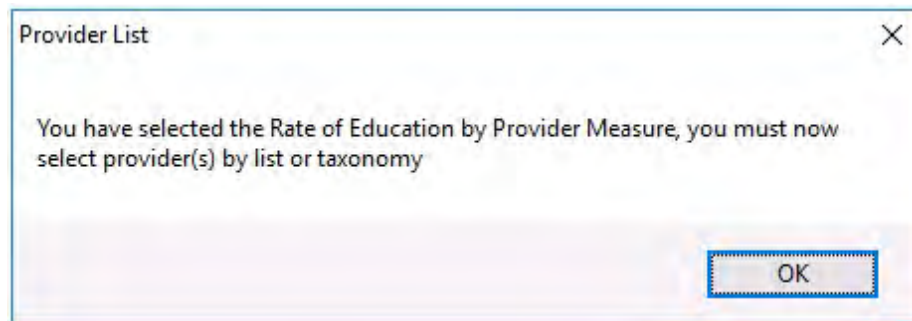 Provider List
You have selected the Rate of Education by Provider Measure, you must now
select provider(s) by list or taxonomy
OK